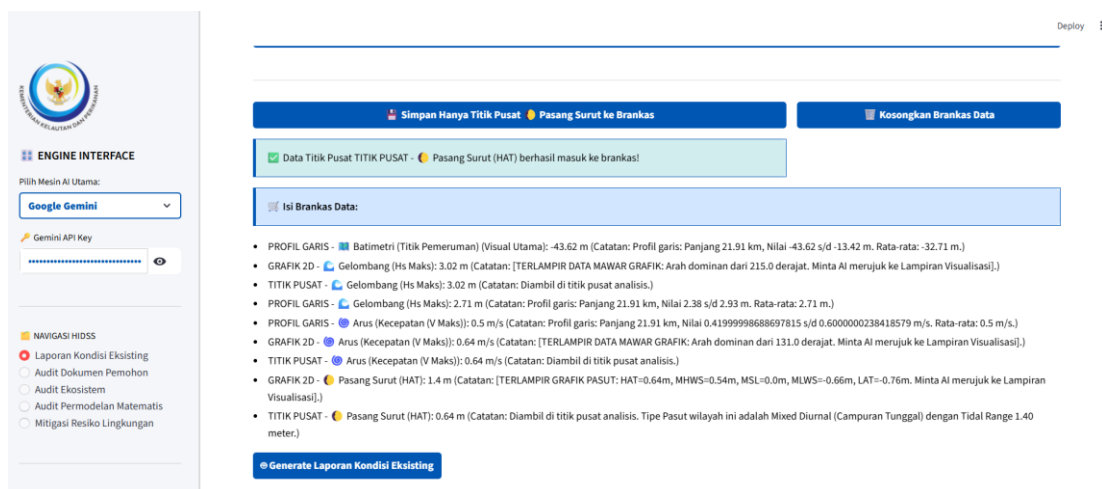 Deploy
KEMENTERIAN KELAUTAN DAN PERIKANAN
ENGINE INTERFACE
Pilih Mesin AI Utama:
Google Gemini
Gemini API Key
NAVIGASI HIDSS
Laporan Kondisi Eksisting
Audit Dokumen Pemohon
Audit Ekosistem
Audit Permodelan Matematis
Mitigasi Resiko Lingkungan
Simpan Hanya Titik Pusat 🌔 Pasang Surut ke Brankas
Kosongkan Brankas Data
Data Titik Pusat TITIK PUSAT - 🌔 Pasang Surut (HAT) berhasil masuk ke brankas!
Isi Brankas Data:
PROFIL GARIS - 🗺️ Batimetri (Titik Pemeruman) (Visual Utama): -43.62 m (Catatan: Profil garis: Panjang 21.91 km, Nilai -43.62 s/d -13.42 m. Rata-rata: -32.71 m.)
GRAFIK 2D - 🌊 Gelombang (Hs Maks): 3.02 m (Catatan: [TERLAMPIR DATA MAWAR GRAFIK: Arah dominan dari 215.0 derajat. Minta AI merujuk ke Lampiran Visualisasi].)
TITIK PUSAT - 🌊 Gelombang (Hs Maks): 3.02 m (Catatan: Diambil di titik pusat analisis.)
PROFIL GARIS - 🌊 Gelombang (Hs Maks): 2.71 m (Catatan: Profil garis: Panjang 21.91 km, Nilai 2.38 s/d 2.93 m. Rata-rata: 2.71 m.)
PROFIL GARIS - 🌀 Arus (Kecepatan (V Maks)): 0.5 m/s (Catatan: Profil garis: Panjang 21.91 km, Nilai 0.41999998688697815 s/d 0.6000000238418579 m/s. Rata-rata: 0.5 m/s.)
GRAFIK 2D - 🌀 Arus (Kecepatan (V Maks)): 0.64 m/s (Catatan: [TERLAMPIR DATA MAWAR GRAFIK: Arah dominan dari 131.0 derajat. Minta AI merujuk ke Lampiran Visualisasi].)
TITIK PUSAT - 🌀 Arus (Kecepatan (V Maks)): 0.64 m/s (Catatan: Diambil di titik pusat analisis.)
GRAFIK 2D - 🌔 Pasang Surut (HAT): 1.4 m (Catatan: [TERLAMPIR GRAFIK PASUT: HAT=0.64m, MHWS=0.54m, MSL=0.0m, MLWS=-0.66m, LAT=-0.76m. Minta AI merujuk ke Lampiran
Visualisasi].)
TITIK PUSAT - 🌔 Pasang Surut (HAT): 0.64 m (Catatan: Diambil di titik pusat analisis. Tipe Pasut wilayah ini adalah Mixed Diurnal (Campuran Tunggal) dengan Tidal Range 1.40
meter.)
Generate Laporan Kondisi Eksisting